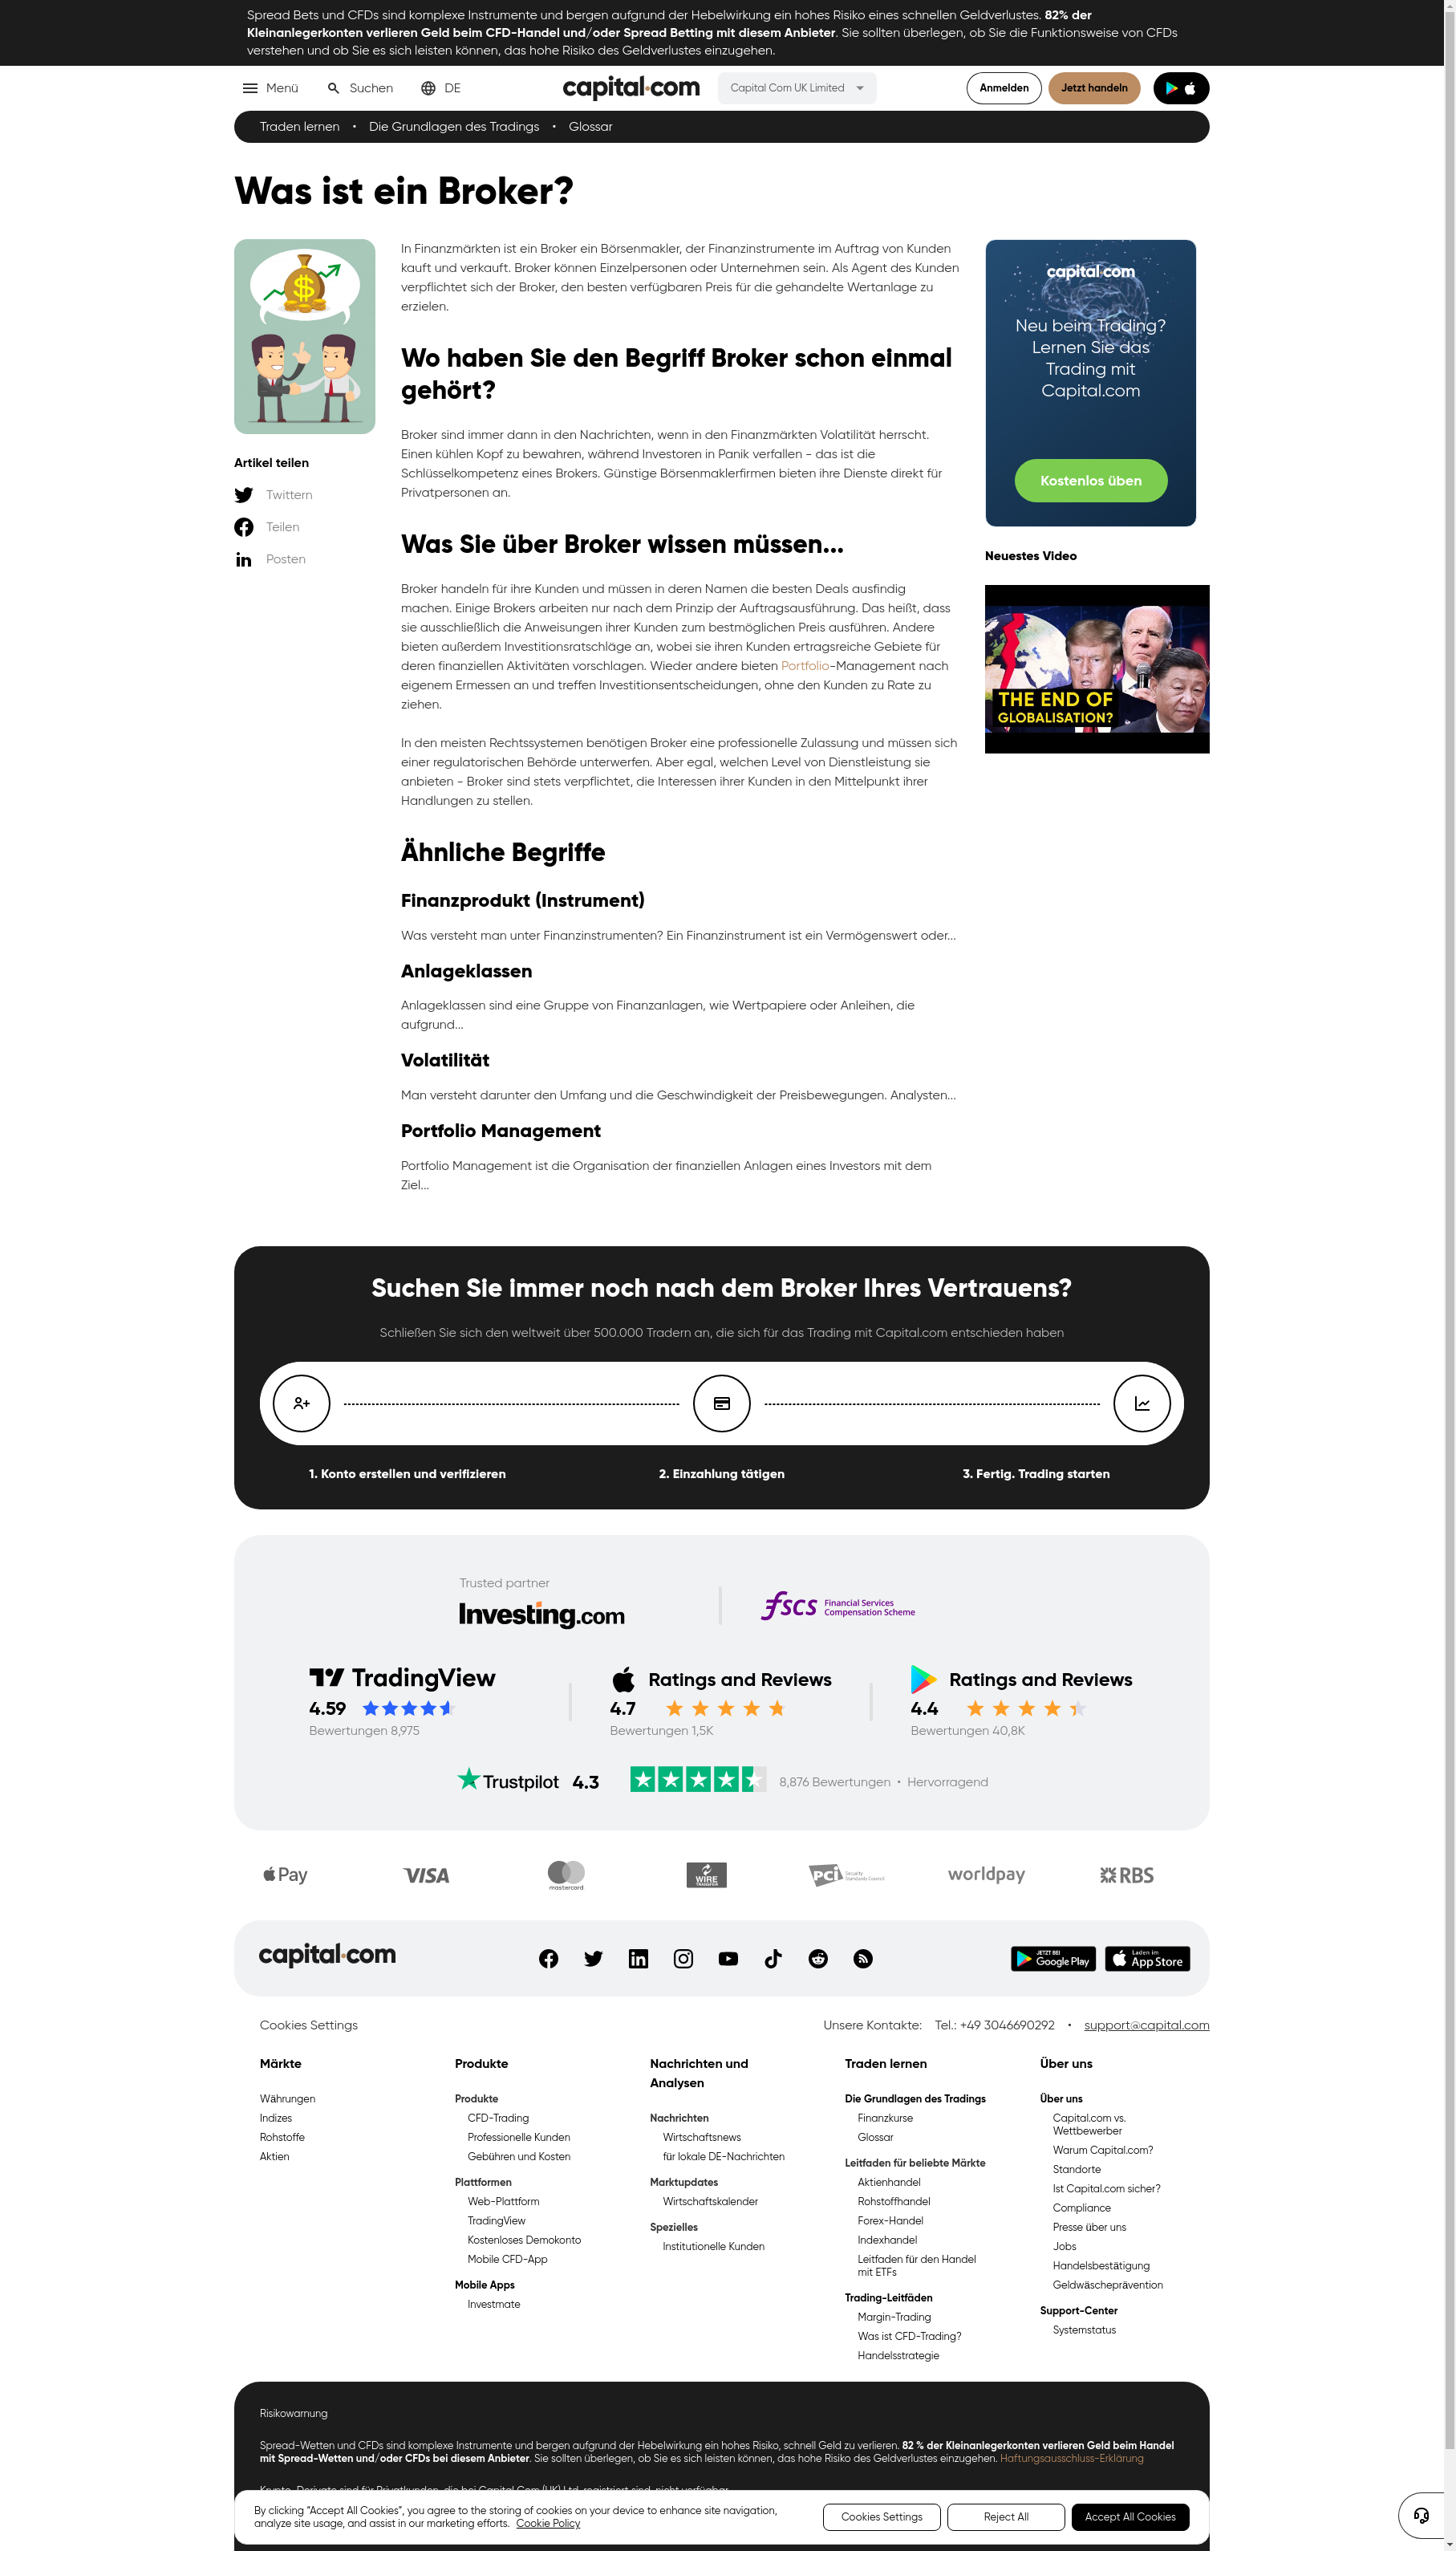 Spread Bets und CFDs sind komplexe Instrumente und bergen aufgrund der Hebelwirkung ein hohes Risiko eines schnellen Geldverlustes. 82% der
Kleinanlegerkonten verlieren Geld beim CFD-Handel und/oder Spread Betting mit diesem Anbieter. Sie sollten überlegen, ob Sie die Funktionsweise von CFDs
verstehen und ob Sie es sich leisten können, das hohe Risiko des Geldverlustes einzugehen.
Menü
Suchen
DE
capital.com
Capital Com UK Limited
Anmelden
Jetzt handeln
Traden lernen • Die Grundlagen des Tradings • Glossar
Was ist ein Broker?
Artikel teilen
Twittern
Teilen
Posten
In Finanzmärkten ist ein Broker ein Börsenmakler, der Finanzinstrumente im Auftrag von Kunden
kauft und verkauft. Broker können Einzelpersonen oder Unternehmen sein. Als Agent des Kunden
verpflichtet sich der Broker, den besten verfügbaren Preis für die gehandelte Wertanlage zu
erzielen.
Wo haben Sie den Begriff Broker schon einmal
gehört?
Broker sind immer dann in den Nachrichten, wenn in den Finanzmärkten Volatilität herrscht.
Einen kühlen Kopf zu bewahren, während Investoren in Panik verfallen - das ist die
Schlüsselkompetenz eines Brokers. Günstige Börsenmaklerfirmen bieten ihre Dienste direkt für
Privatpersonen an.
Was Sie über Broker wissen müssen...
Broker handeln für ihre Kunden und müssen in deren Namen die besten Deals ausfindig
machen. Einige Brokers arbeiten nur nach dem Prinzip der Auftragsausführung. Das heißt, dass
sie ausschließlich die Anweisungen ihrer Kunden zum bestmöglichen Preis ausführen. Andere
bieten außerdem Investitionsratschläge an, wobei sie ihren Kunden ertragsreiche Gebiete für
deren finanziellen Aktivitäten vorschlagen. Wieder andere bieten Portfolio-Management nach
eigenem Ermessen an und treffen Investitionsentscheidungen, ohne den Kunden zu Rate zu
ziehen.
In den meisten Rechtssystemen benötigen Broker eine professionelle Zulassung und müssen sich
einer regulatorischen Behörde unterwerfen. Aber egal, welchen Level von Dienstleistung sie
anbieten - Broker sind stets verpflichtet, die Interessen ihrer Kunden in den Mittelpunkt ihrer
Handlungen zu stellen.
Ähnliche Begriffe
Finanzprodukt (Instrument)
Was versteht man unter Finanzinstrumenten? Ein Finanzinstrument ist ein Vermögenswert oder...
Anlageklassen
Anlageklassen sind eine Gruppe von Finanzanlagen, wie Wertpapiere oder Anleihen, die
aufgrund...
Volatilität
Man versteht darunter den Umfang und die Geschwindigkeit der Preisbewegungen. Analysten...
Portfolio Management
Portfolio Management ist die Organisation der finanziellen Anlagen eines Investors mit dem
Ziel...
capital.com
Neu beim Trading?
Lernen Sie das
Trading mit
Capital.com
Kostenlos üben
Neuestes Video
THE END OF
GLOBALISATION?
Suchen Sie immer noch nach dem Broker Ihres Vertrauens?
Schließen Sie sich den weltweit über 500.000 Tradern an, die sich für das Trading mit Capital.com entschieden haben
1. Konto erstellen und verifizieren
2. Einzahlung tätigen
3. Fertig. Trading starten
Trusted partner
Investing.com
fscs Financial Services
Compensation Scheme
TradingView
4.59
Bewertungen 8,975
Ratings and Reviews
4.7
Bewertungen 1,5K
Ratings and Reviews
4.4
Bewertungen 40,8K
Trustpilot 4.3
8,876 Bewertungen • Hervorragend
Pay
VISA
mastercard
WIRE
TRANSFER
PCI Security
Standards Council
worldpay
RBS
capital.com
JETZT BEI
Google Play
Laden im
App Store
Cookies Settings
Unsere Kontakte: Tel.: +49 3046690292 • support@capital.com
Märkte
Währungen
Indizes
Rohstoffe
Aktien
Produkte
Produkte
CFD-Trading
Professionelle Kunden
Gebühren und Kosten
Plattformen
Web-Plattform
TradingView
Kostenloses Demokonto
Mobile CFD-App
Mobile Apps
Investmate
Nachrichten und
Analysen
Nachrichten
Wirtschaftsnews
für lokale DE-Nachrichten
Marktupdates
Wirtschaftskalender
Spezielles
Institutionelle Kunden
Traden lernen
Die Grundlagen des Tradings
Finanzkurse
Glossar
Leitfaden für beliebte Märkte
Aktienhandel
Rohstoffhandel
Forex-Handel
Indexhandel
Leitfaden für den Handel
mit ETFs
Trading-Leitfäden
Margin-Trading
Was ist CFD-Trading?
Handelsstrategie
Über uns
Über uns
Capital.com vs.
Wettbewerber
Warum Capital.com?
Standorte
Ist Capital.com sicher?
Compliance
Presse über uns
Jobs
Handelsbestätigung
Geldwäscheprävention
Support-Center
Systemstatus
Risikowarnung
Spread-Wetten und CFDs sind komplexe Instrumente und bergen aufgrund der Hebelwirkung ein hohes Risiko, schnell Geld zu verlieren. 82 % der Kleinanlegerkonten verlieren Geld beim Handel
mit Spread-Wetten und/oder CFDs bei diesem Anbieter. Sie sollten überlegen, ob Sie es sich leisten können, das hohe Risiko des Geldverlustes einzugehen. Haftungsausschluss-Erklärung
Krypto-Derivate sind für Privatkunden, die bei Capital Com (UK) Ltd. registriert sind, nicht verfügbar.
By clicking “Accept All Cookies”, you agree to the storing of cookies on your device to enhance site navigation,
analyze site usage, and assist in our marketing efforts. Cookie Policy
Cookies Settings
Reject All
Accept All Cookies